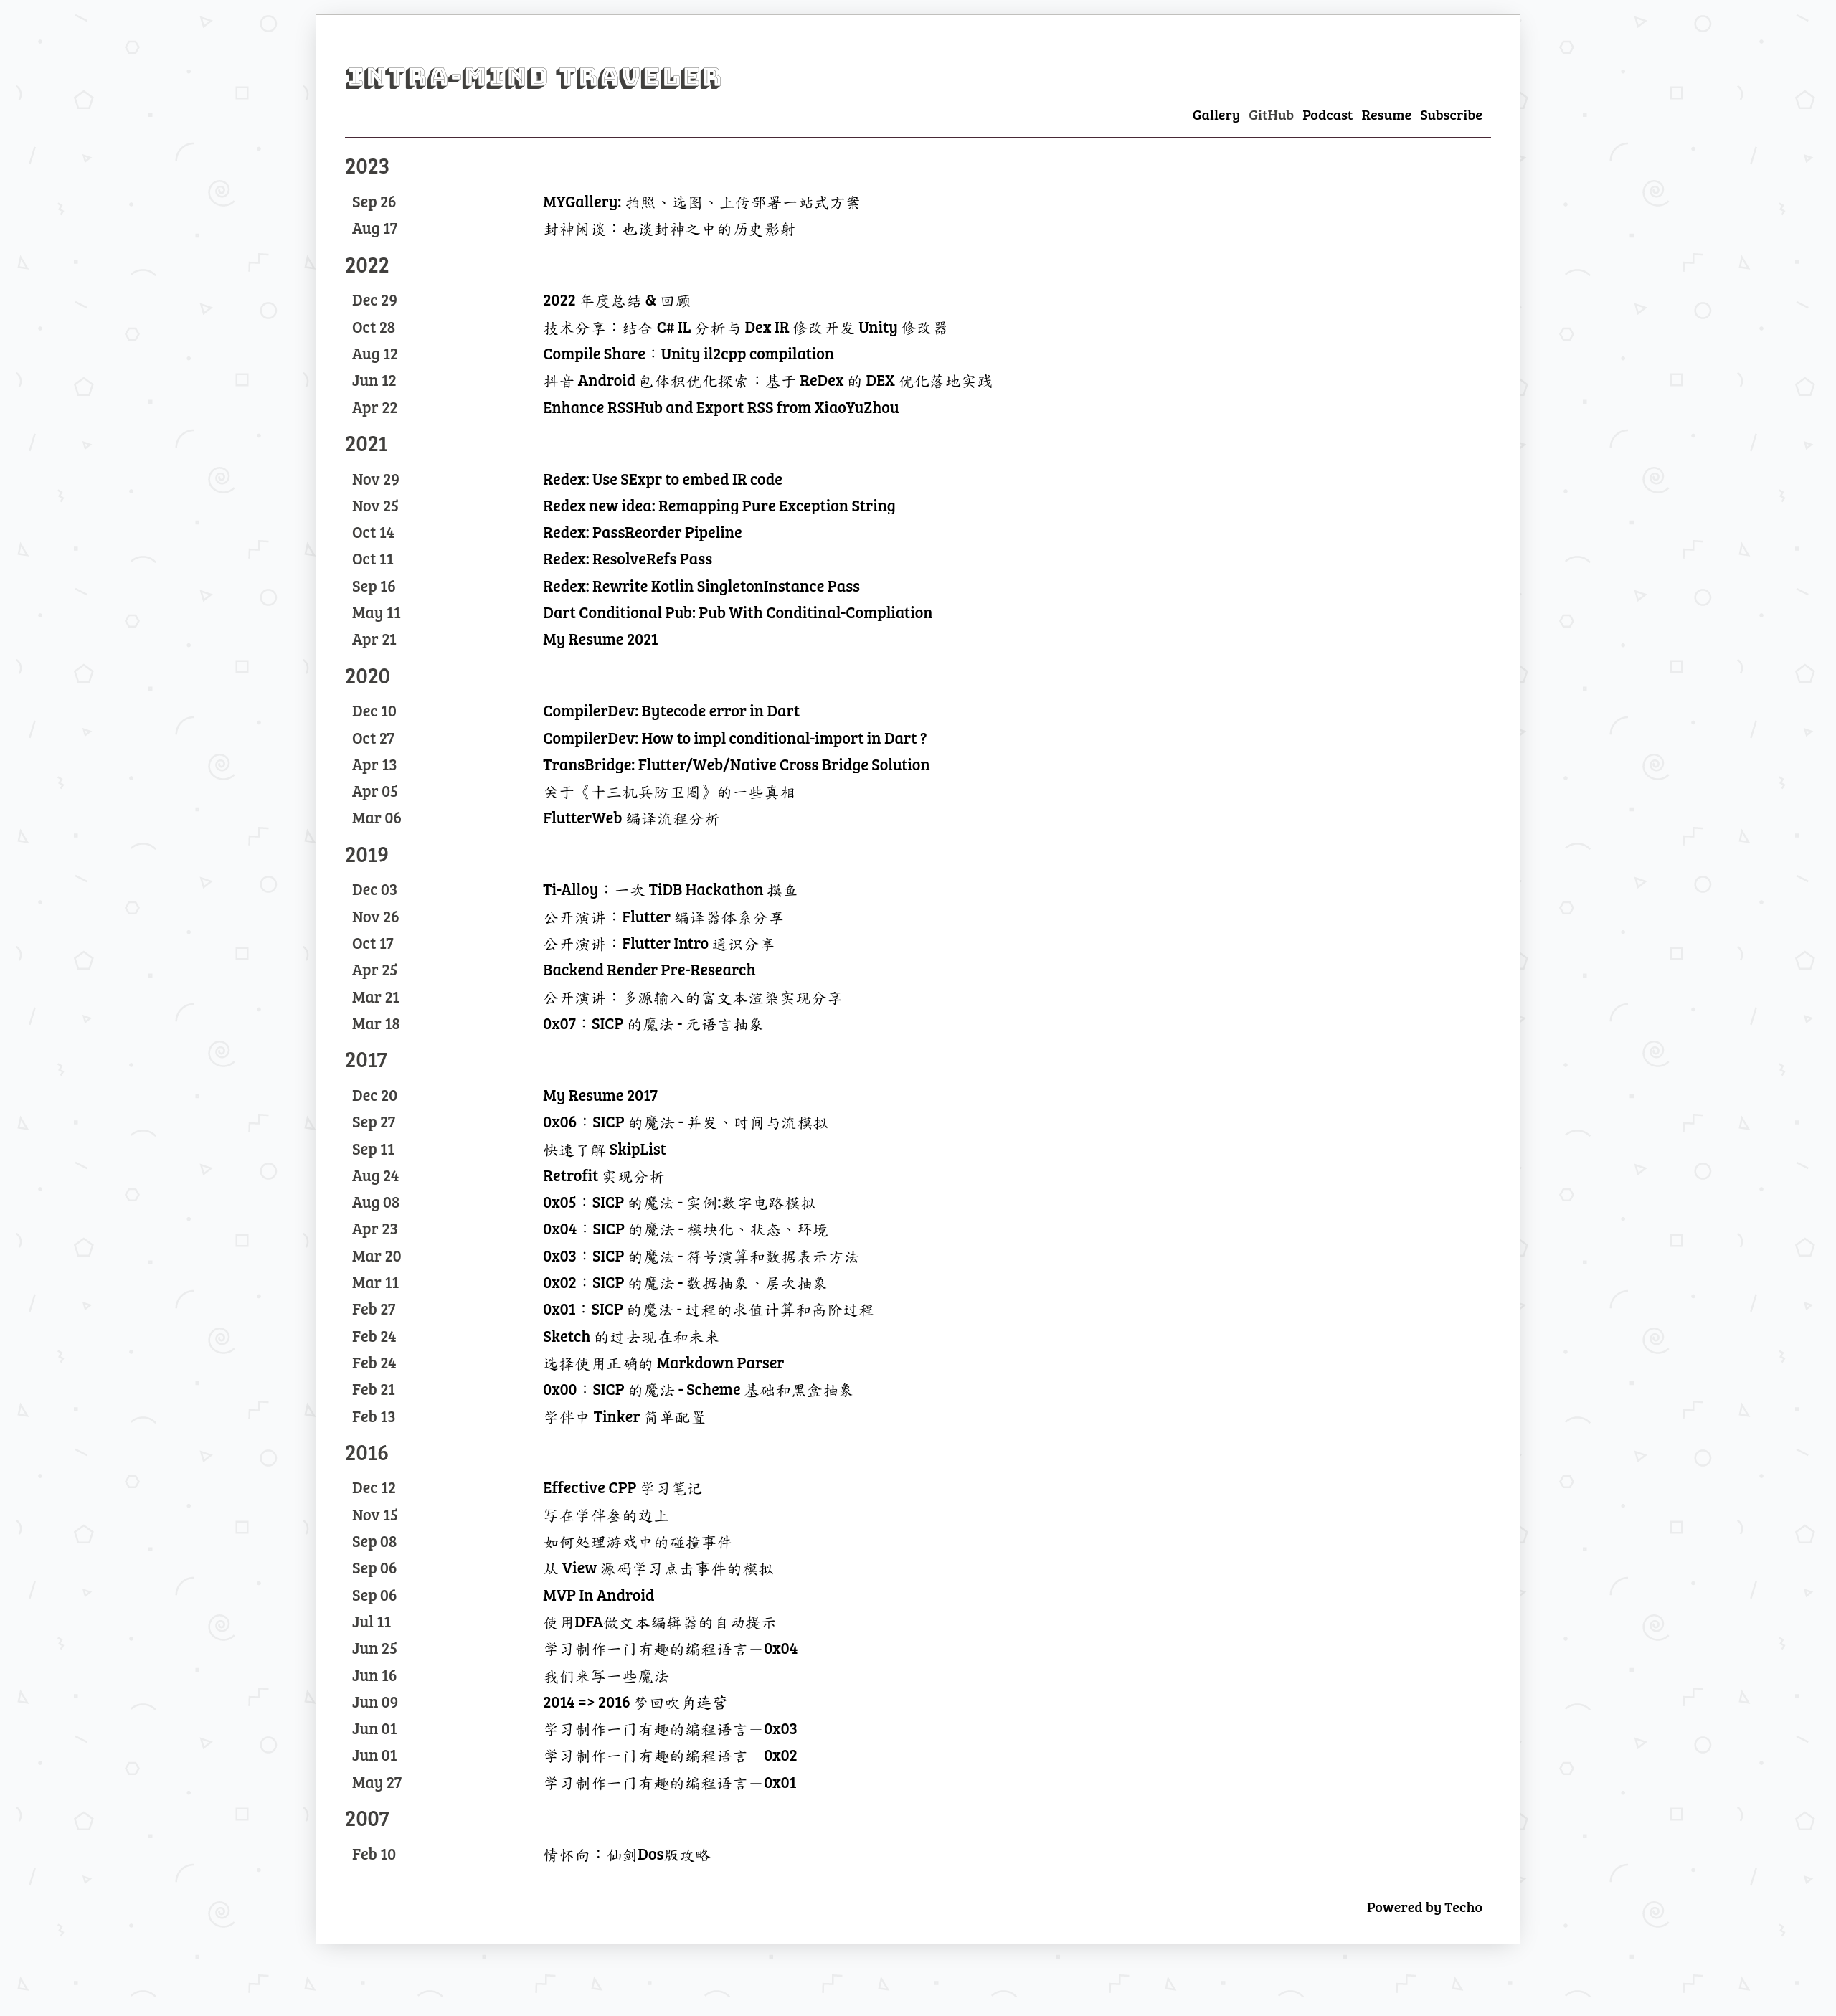 INTRA-MIND TRAVELER
Gallery GitHub Podcast Resume Subscribe
2023
Sep 26 MYGallery: 拍照、选图、上传部署一站式方案
Aug 17 封神闲谈：也谈封神之中的历史影射
2022
Dec 29 2022 年度总结 & 回顾
Oct 28 技术分享：结合 C# IL 分析与 Dex IR 修改开发 Unity 修改器
Aug 12 Compile Share：Unity il2cpp compilation
Jun 12 抖音 Android 包体积优化探索：基于 ReDex 的 DEX 优化落地实践
Apr 22 Enhance RSSHub and Export RSS from XiaoYuZhou
2021
Nov 29 Redex: Use SExpr to embed IR code
Nov 25 Redex new idea: Remapping Pure Exception String
Oct 14 Redex: PassReorder Pipeline
Oct 11 Redex: ResolveRefs Pass
Sep 16 Redex: Rewrite Kotlin SingletonInstance Pass
May 11 Dart Conditional Pub: Pub With Conditinal-Compliation
Apr 21 My Resume 2021
2020
Dec 10 CompilerDev: Bytecode error in Dart
Oct 27 CompilerDev: How to impl conditional-import in Dart ?
Apr 13 TransBridge: Flutter/Web/Native Cross Bridge Solution
Apr 05 关于《十三机兵防卫圈》的一些真相
Mar 06 FlutterWeb 编译流程分析
2019
Dec 03 Ti-Alloy：一次 TiDB Hackathon 摸鱼
Nov 26 公开演讲：Flutter 编译器体系分享
Oct 17 公开演讲：Flutter Intro 通识分享
Apr 25 Backend Render Pre-Research
Mar 21 公开演讲：多源输入的富文本渲染实现分享
Mar 18 0x07：SICP 的魔法 - 元语言抽象
2017
Dec 20 My Resume 2017
Sep 27 0x06：SICP 的魔法 - 并发、时间与流模拟
Sep 11 快速了解 SkipList
Aug 24 Retrofit 实现分析
Aug 08 0x05：SICP 的魔法 - 实例:数字电路模拟
Apr 23 0x04：SICP 的魔法 - 模块化、状态、环境
Mar 20 0x03：SICP 的魔法 - 符号演算和数据表示方法
Mar 11 0x02：SICP 的魔法 - 数据抽象、层次抽象
Feb 27 0x01：SICP 的魔法 - 过程的求值计算和高阶过程
Feb 24 Sketch 的过去现在和未来
Feb 24 选择使用正确的 Markdown Parser
Feb 21 0x00：SICP 的魔法 - Scheme 基础和黑盒抽象
Feb 13 学伴中 Tinker 简单配置
2016
Dec 12 Effective CPP 学习笔记
Nov 15 写在学伴叁的边上
Sep 08 如何处理游戏中的碰撞事件
Sep 06 从 View 源码学习点击事件的模拟
Sep 06 MVP In Android
Jul 11 使用DFA做文本编辑器的自动提示
Jun 25 学习制作一门有趣的编程语言—0x04
Jun 16 我们来写一些魔法
Jun 09 2014 => 2016 梦回吹角连营
Jun 01 学习制作一门有趣的编程语言—0x03
Jun 01 学习制作一门有趣的编程语言—0x02
May 27 学习制作一门有趣的编程语言—0x01
2007
Feb 10 情怀向：仙剑Dos版攻略
Powered by Techo